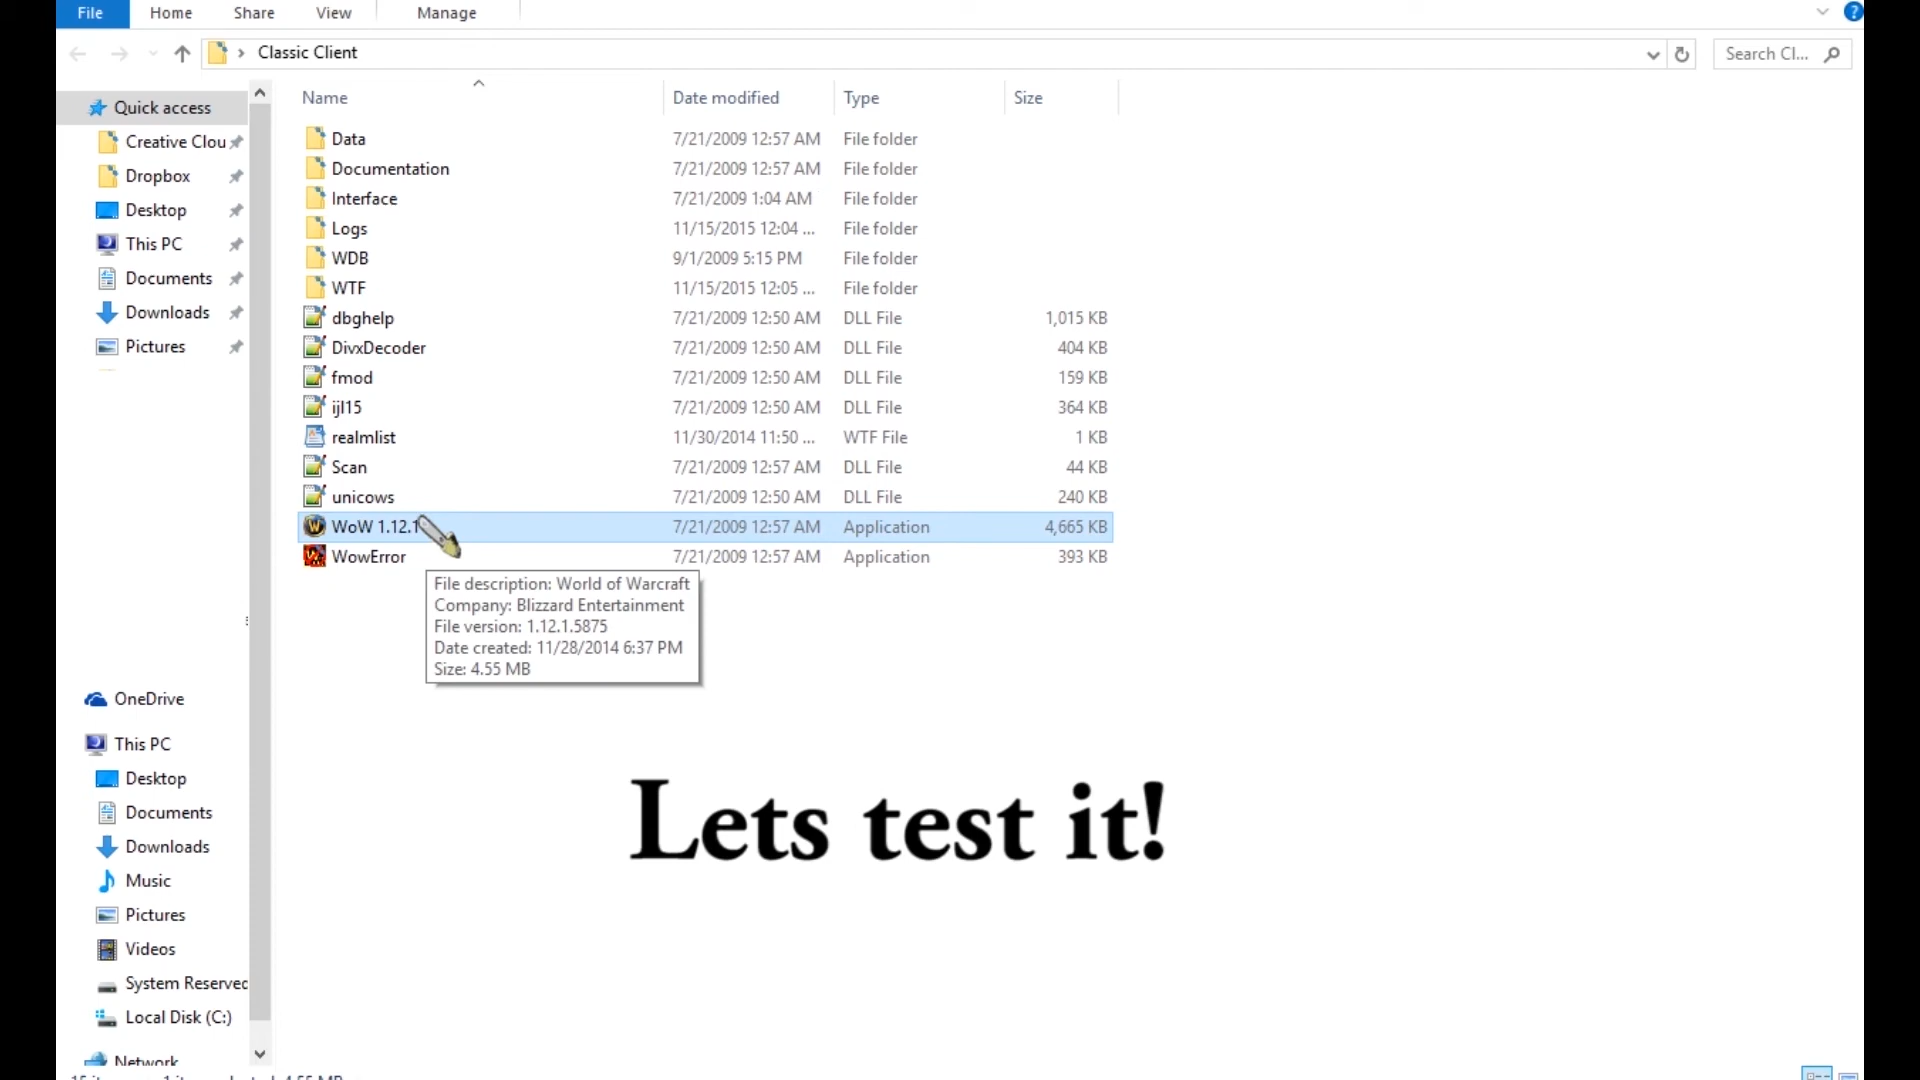 File Home Share View Manage
Classic Client
Search Cl...
Name Date modified Type Size
Quick access
Creative Clou
Dropbox
Desktop
This PC
Documents
Downloads
Pictures
OneDrive
This PC
Desktop
Documents
Downloads
Music
Pictures
Videos
System Reserved
Local Disk (C:)
Network
Data 7/21/2009 12:57 AM File folder
Documentation 7/21/2009 12:57 AM File folder
Interface 7/21/2009 1:04 AM File folder
Logs 11/15/2015 12:04 ... File folder
WDB 9/1/2009 5:15 PM File folder
WTF 11/15/2015 12:05 ... File folder
dbghelp 7/21/2009 12:50 AM DLL File 1,015 KB
DivxDecoder 7/21/2009 12:50 AM DLL File 404 KB
fmod 7/21/2009 12:50 AM DLL File 159 KB
ijl15 7/21/2009 12:50 AM DLL File 364 KB
realmlist 11/30/2014 11:50 ... WTF File 1 KB
Scan 7/21/2009 12:57 AM DLL File 44 KB
unicows 7/21/2009 12:50 AM DLL File 240 KB
WoW 1.12.1 7/21/2009 12:57 AM Application 4,665 KB
WowError 7/21/2009 12:57 AM Application 393 KB
File description: World of Warcraft
Company: Blizzard Entertainment
File version: 1.12.1.5875
Date created: 11/28/2014 6:37 PM
Size: 4.55 MB
Lets test it!